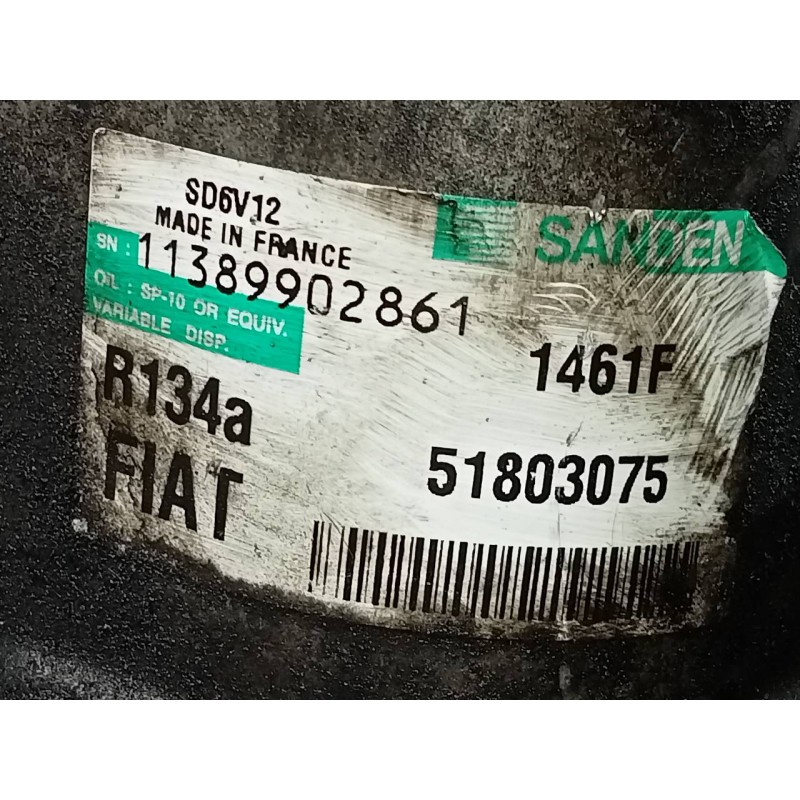 SD6V12
MADE IN FRANCE
SANDEN
SN : 11389902861
OIL : SP-10 OR EQUIV.
VARIABLE DISP.
R134a
1461F
FIAT
51803075